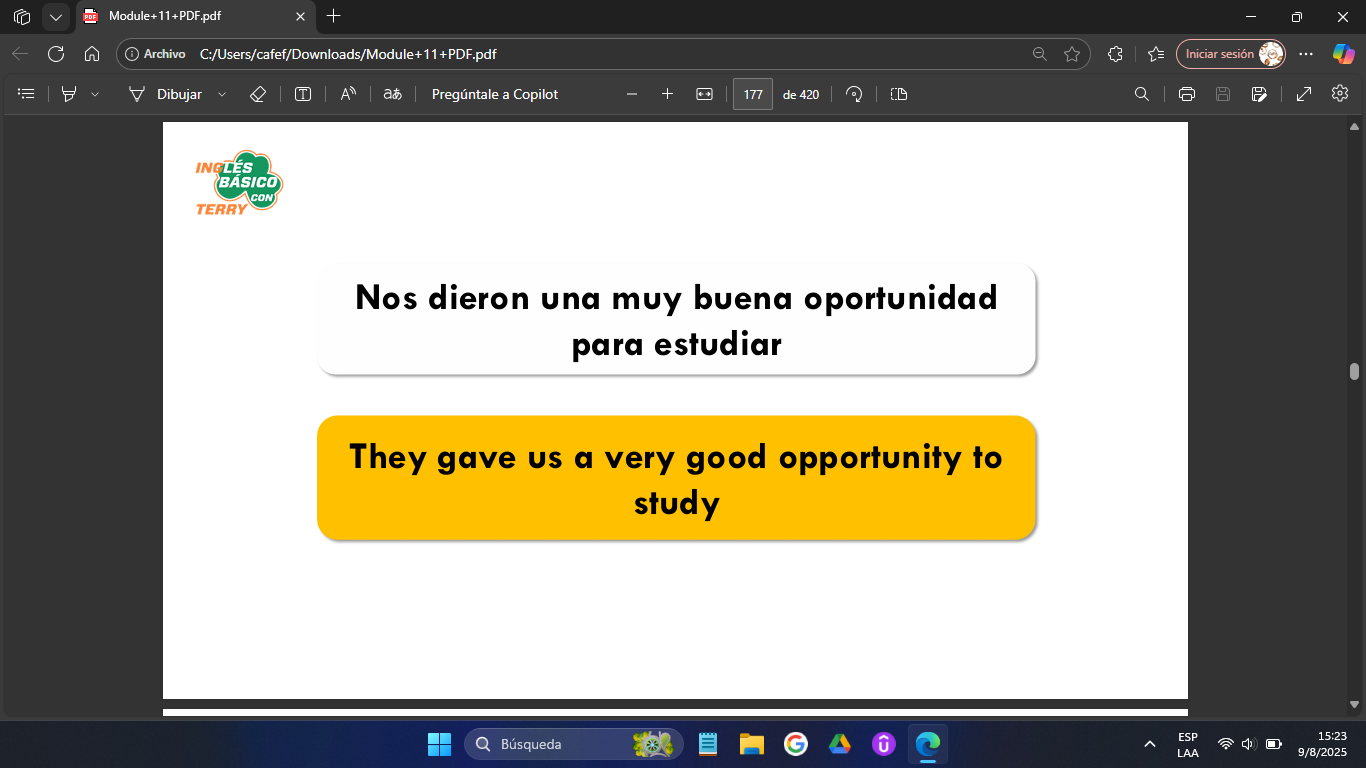 Module+11+PDF.pdf
Archivo C:/Users/cafef/Downloads/Module+11+PDF.pdf
Iniciar sesión
Dibujar
Pregúntale a Copilot
177 de 420
INGLÉS
BÁSICO
CON
TERRY
Nos dieron una muy buena oportunidad
para estudiar
They gave us a very good opportunity to
study
Búsqueda
ESP
LAA
15:23
9/8/2025